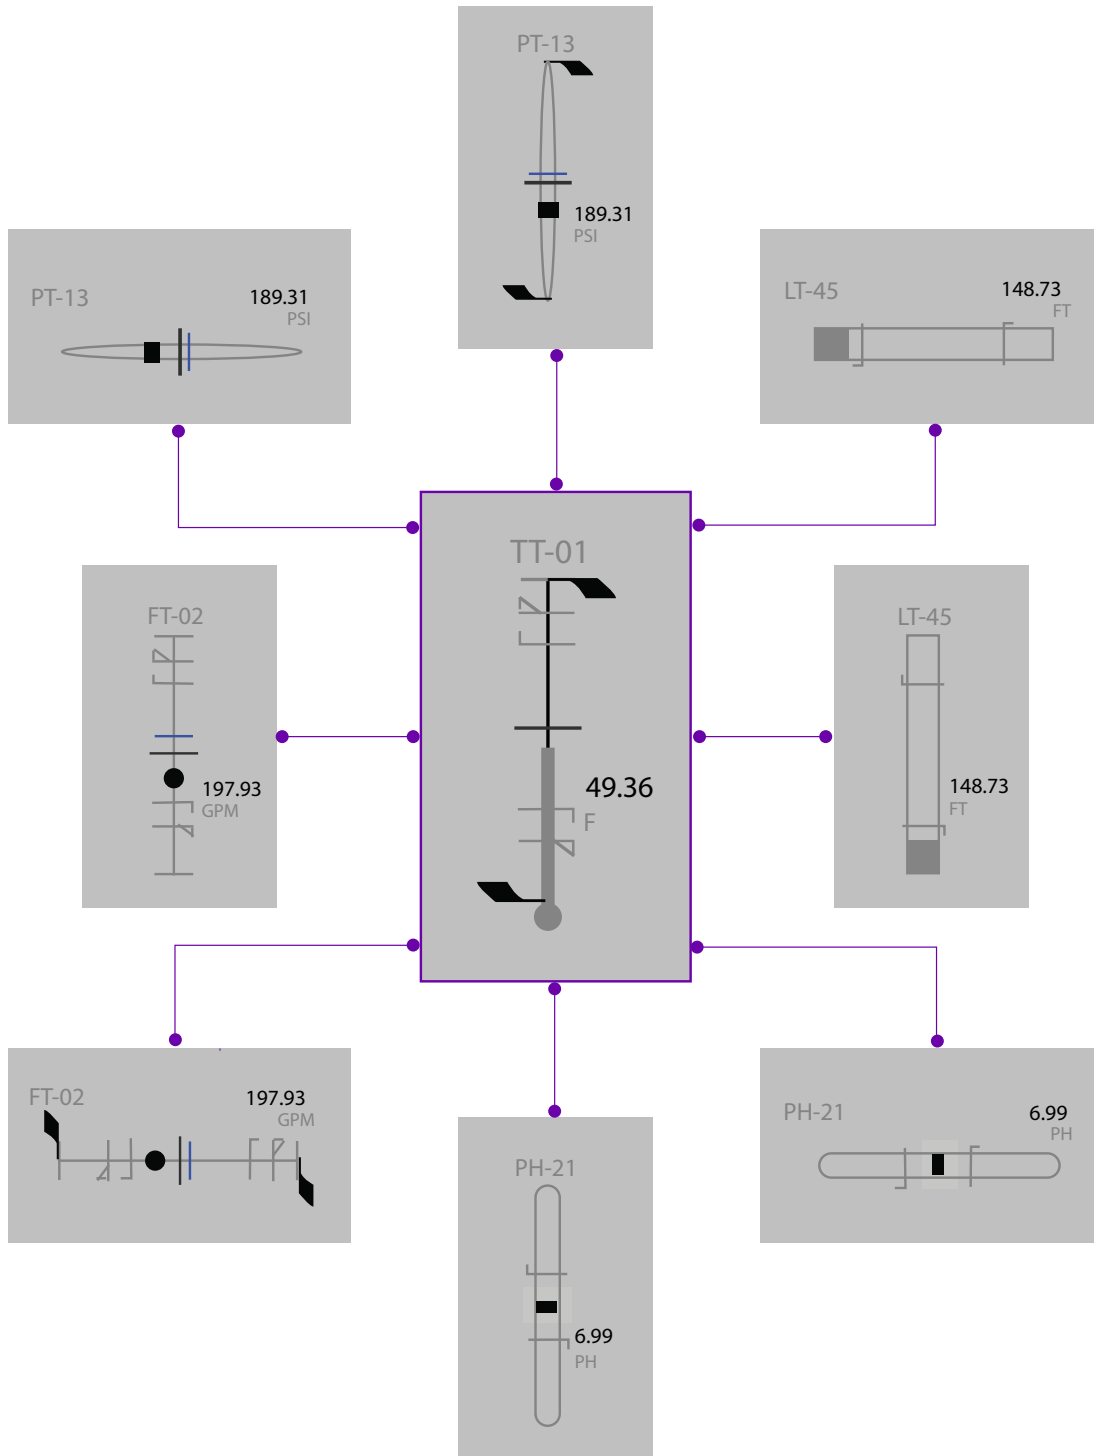 PT-13
189.31
PSI
PT-13
189.31
PSI
LT-45
148.73
FT
TT-01
49.36
F
FT-02
197.93
GPM
LT-45
148.73
FT
FT-02
197.93
GPM
PH-21
6.99
PH
PH-21
6.99
PH